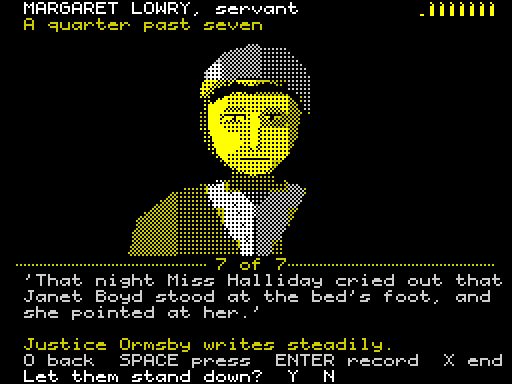 MARGARET LOWRY, servant
A quarter past seven
7 of 7
'That night Miss Halliday cried out that
Janet Boyd stood at the bed's foot, and
she pointed at her.'
Justice Ormsby writes steadily.
O back  SPACE press  ENTER record  X end
Let them stand down?  Y  N